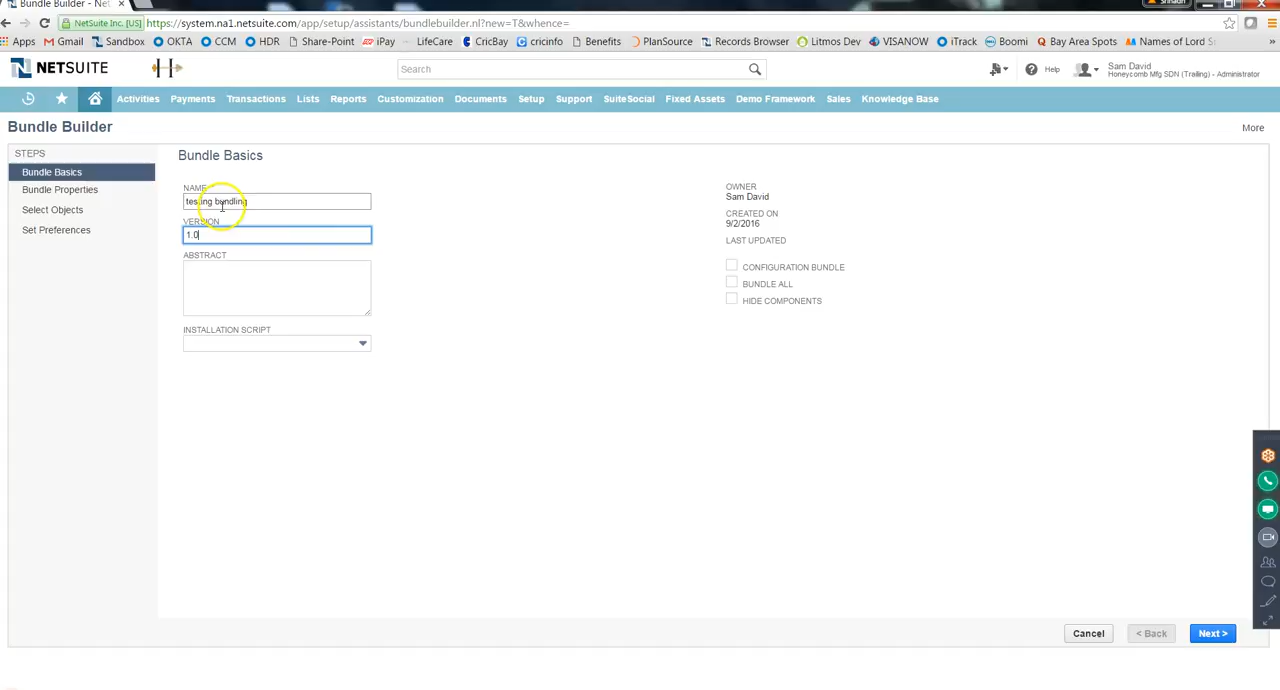 Bundle Builder - Net
Srinath
NetSuite Inc. [US] https://system.na1.netsuite.com/app/setup/assistants/bundlebuilder.nl?new=T&whence=
Apps Gmail Sandbox OKTA CCM HDR Share-Point iPay LifeCare CricBay cricinfo Benefits PlanSource Records Browser Litmos Dev VISANOW iTrack Boomi Bay Area Spots Names of Lord S »
NETSUITE
Search
Help
Sam David
Honeycomb Mfg SDN (Trailing) - Administrator
Activities Payments Transactions Lists Reports Customization Documents Setup Support SuiteSocial Fixed Assets Demo Framework Sales Knowledge Base
Bundle Builder
More
STEPS
Bundle Basics
Bundle Properties
Select Objects
Set Preferences
Bundle Basics
NAME *
testing bundling
VERSION
1.0
ABSTRACT
INSTALLATION SCRIPT
OWNER
Sam David
CREATED ON
9/2/2016
LAST UPDATED
CONFIGURATION BUNDLE
BUNDLE ALL
HIDE COMPONENTS
Cancel < Back Next >